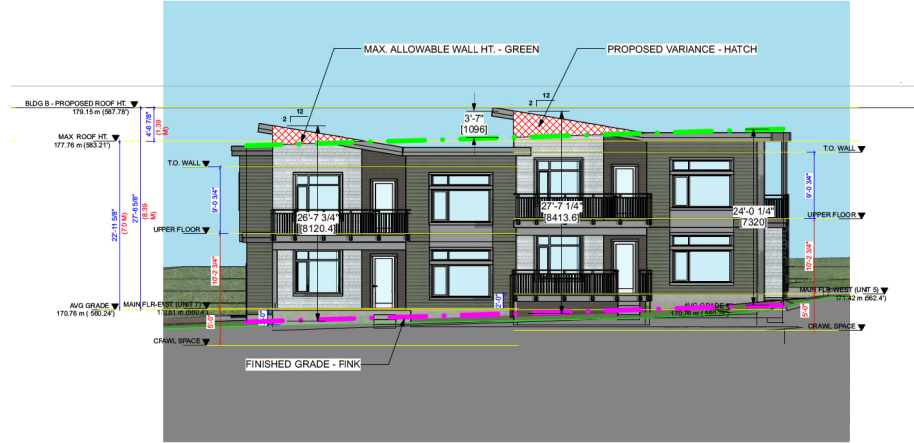 MAX. ALLOWABLE WALL HT. - GREEN
PROPOSED VARIANCE - HATCH
BLDG B - PROPOSED ROOF HT.
179.15 m (587.78')
4'-6 7/8"
(1.39 M)
12
2
3'-7"
[1096]
12
2
MAX ROOF HT.
177.76 m (583.21')
T.O. WALL
T.O. WALL
9'-0 3/4"
9'-0 3/4"
22'-11 5/8"
(7.0 M)
27'-6 5/8"
(8.39 M)
26'-7 3/4"
[8120.4]
27'-7 1/4"
[8413.6]
24'-0 1/4"
[7320]
UPPER FLOOR
UPPER FLOOR
10'-2 3/4"
10'-2 3/4"
MAIN FLR-WEST (UNIT 5)
171.42 m (562.4')
AVG GRADE
170.76 m ( 560.24')
MAIN FLR-EAST (UNIT 7)
2'-0"
AVG GRADE
5'-0"
5'-0"
CRAWL SPACE
CRAWL SPACE
FINISHED GRADE - PINK